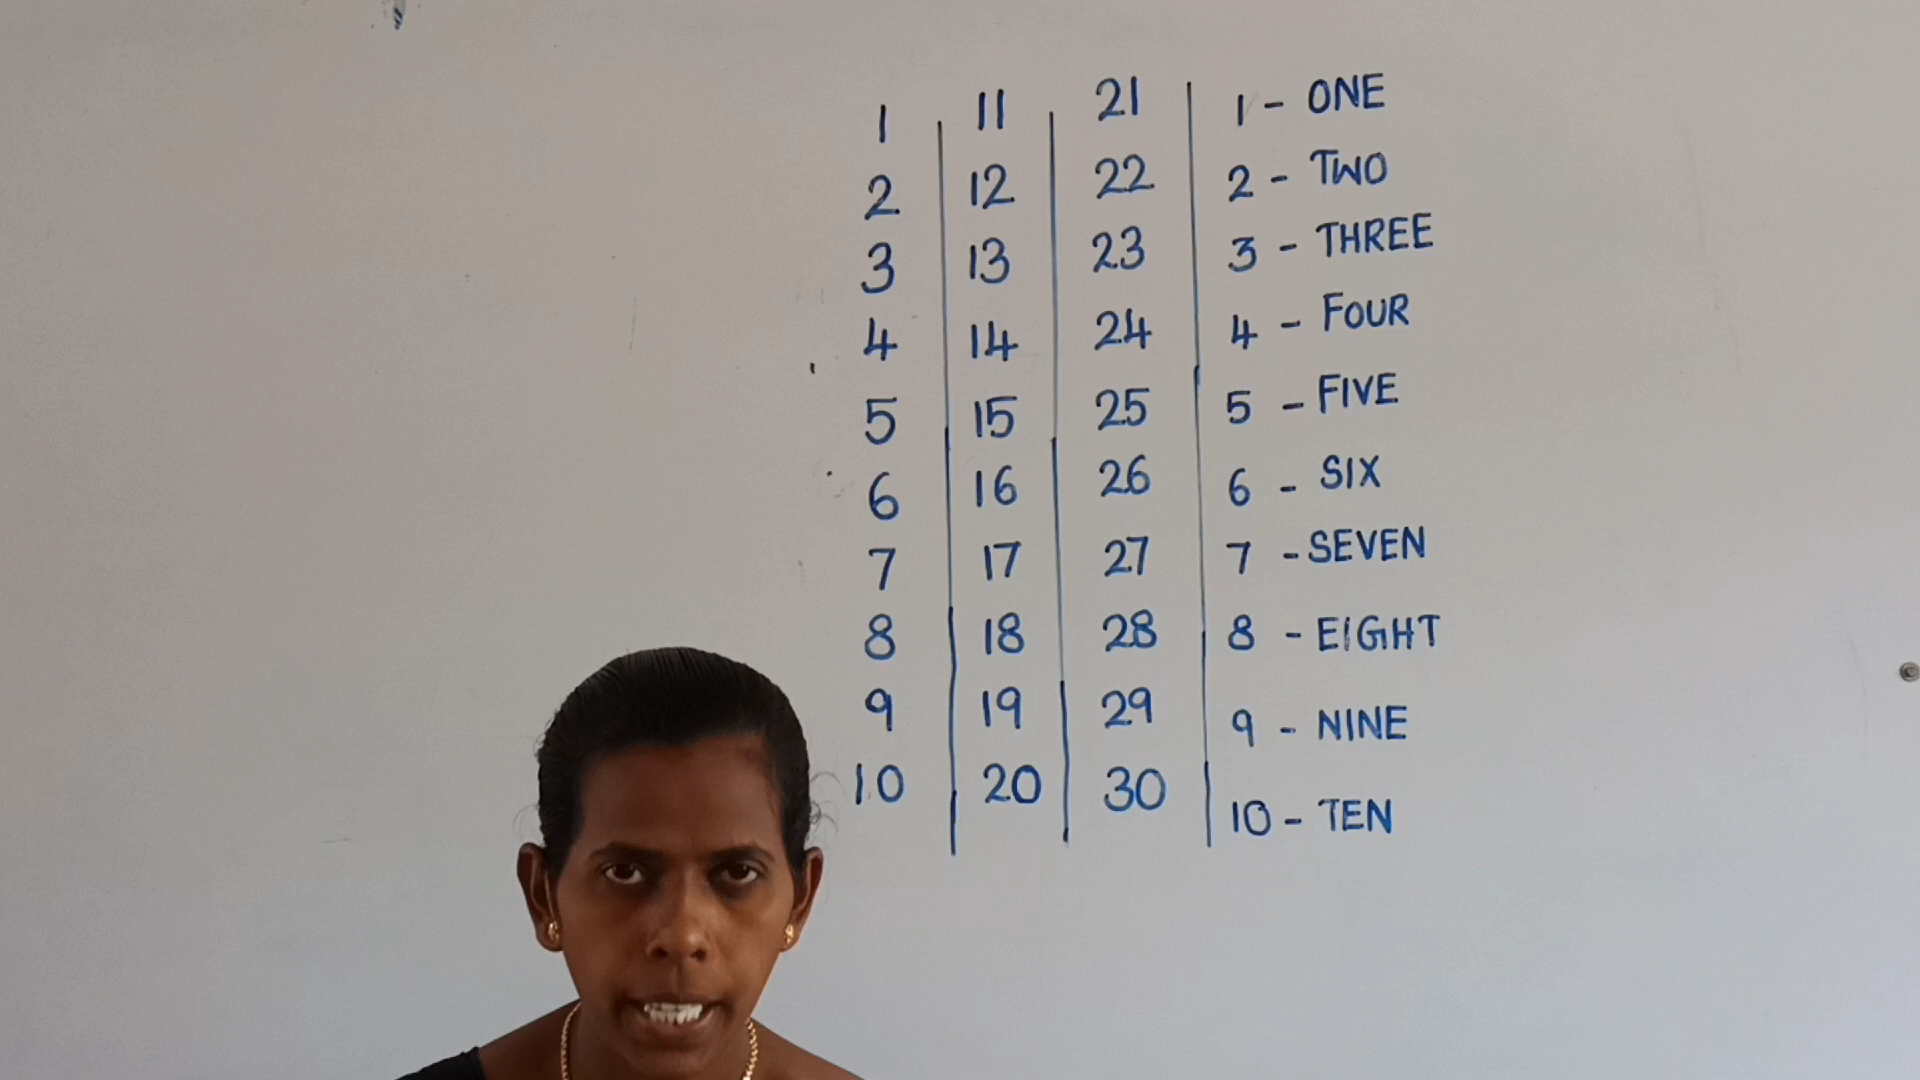 1 11 21 1 - ONE
2 12 22 2 - TWO
3 13 23 3 - THREE
4 14 24 4 - FOUR
5 15 25 5 - FIVE
6 16 26 6 - SIX
7 17 27 7 - SEVEN
8 18 28 8 - EIGHT
9 19 29 9 - NINE
10 20 30 10 - TEN